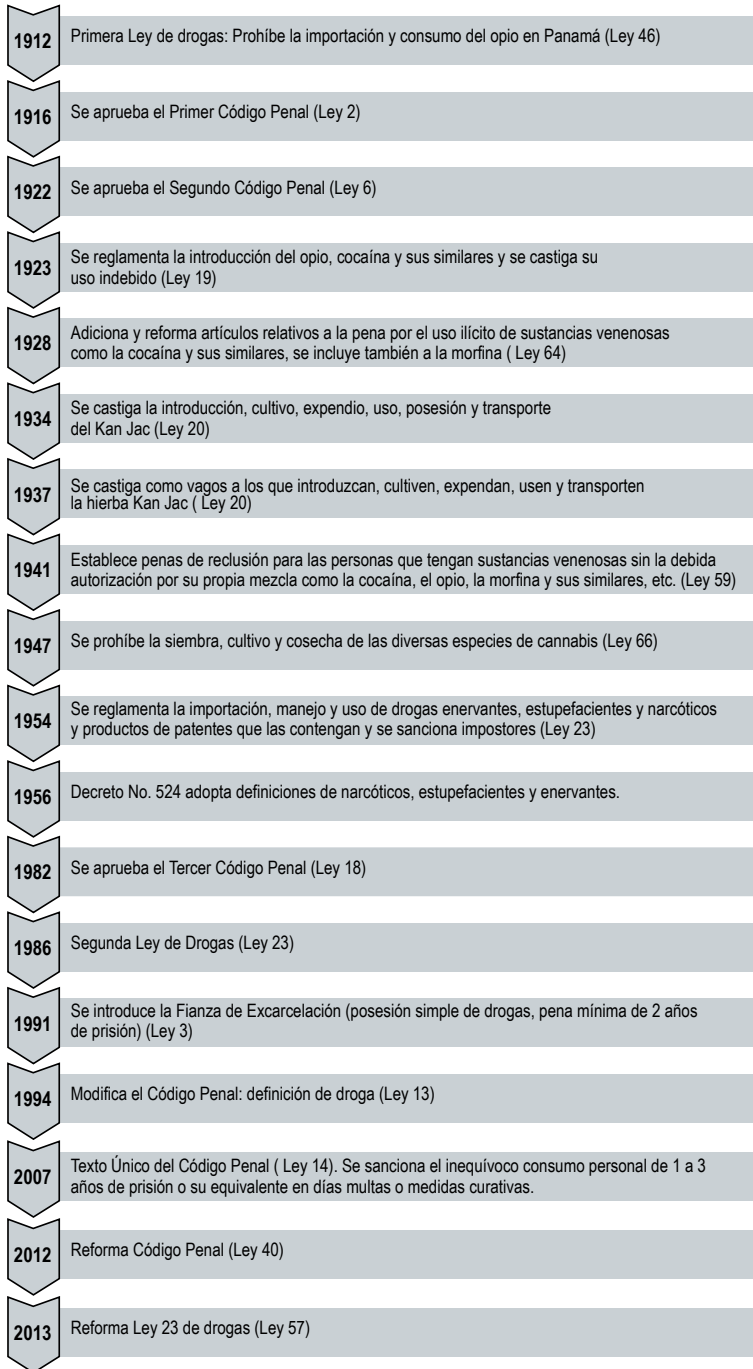 1912
Primera Ley de drogas: Prohíbe la importación y consumo del opio en Panamá (Ley 46)
1916
Se aprueba el Primer Código Penal (Ley 2)
1922
Se aprueba el Segundo Código Penal (Ley 6)
1923
Se reglamenta la introducción del opio, cocaína y sus similares y se castiga su
uso indebido (Ley 19)
1928
Adiciona y reforma artículos relativos a la pena por el uso ilícito de sustancias venenosas
como la cocaína y sus similares, se incluye también a la morfina ( Ley 64)
1934
Se castiga la introducción, cultivo, expendio, uso, posesión y transporte
del Kan Jac (Ley 20)
1937
Se castiga como vagos a los que introduzcan, cultiven, expendan, usen y transporten
la hierba Kan Jac ( Ley 20)
1941
Establece penas de reclusión para las personas que tengan sustancias venenosas sin la debida
autorización por su propia mezcla como la cocaína, el opio, la morfina y sus similares, etc. (Ley 59)
1947
Se prohíbe la siembra, cultivo y cosecha de las diversas especies de cannabis (Ley 66)
1954
Se reglamenta la importación, manejo y uso de drogas enervantes, estupefacientes y narcóticos
y productos de patentes que las contengan y se sanciona impostores (Ley 23)
1956
Decreto No. 524 adopta definiciones de narcóticos, estupefacientes y enervantes.
1982
Se aprueba el Tercer Código Penal (Ley 18)
1986
Segunda Ley de Drogas (Ley 23)
1991
Se introduce la Fianza de Excarcelación (posesión simple de drogas, pena mínima de 2 años
de prisión) (Ley 3)
1994
Modifica el Código Penal: definición de droga (Ley 13)
2007
Texto Único del Código Penal ( Ley 14). Se sanciona el inequívoco consumo personal de 1 a 3
años de prisión o su equivalente en días multas o medidas curativas.
2012
Reforma Código Penal (Ley 40)
2013
Reforma Ley 23 de drogas (Ley 57)